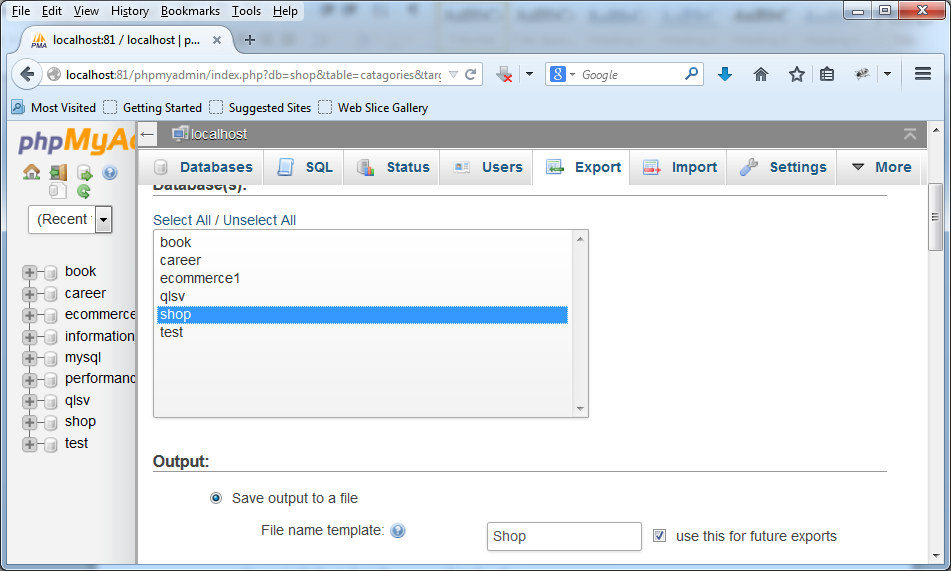 File Edit View History Bookmarks Tools Help
localhost:81 / localhost | p...
localhost:81/phpmyadmin/index.php?db=shop&table=catagories&targ
Google
Most Visited Getting Started Suggested Sites Web Slice Gallery
phpMyAd
localhost
Databases SQL Status Users Export Import Settings More
(Recent
book
career
ecommerce
information
mysql
performanc
qlsv
shop
test
Database(s):
Select All / Unselect All
book
career
ecommerce1
qlsv
shop
test
Output:
Save output to a file
File name template: Shop use this for future exports